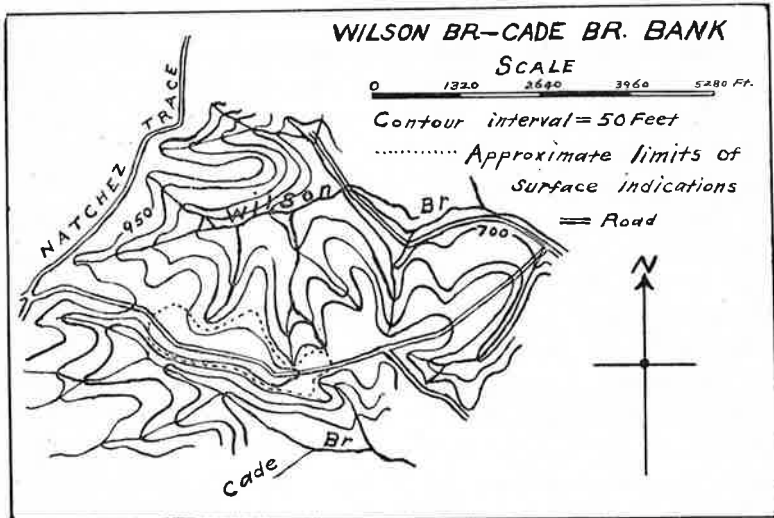 WILSON BR—CADE BR. BANK
SCALE
0 1320 2640 3960 5280 Ft.
Contour interval = 50 Feet
........ Approximate limits of
Surface indications
== Road
NATCHEZ TRACE
950
Wilson Br
700
N
Cade Br